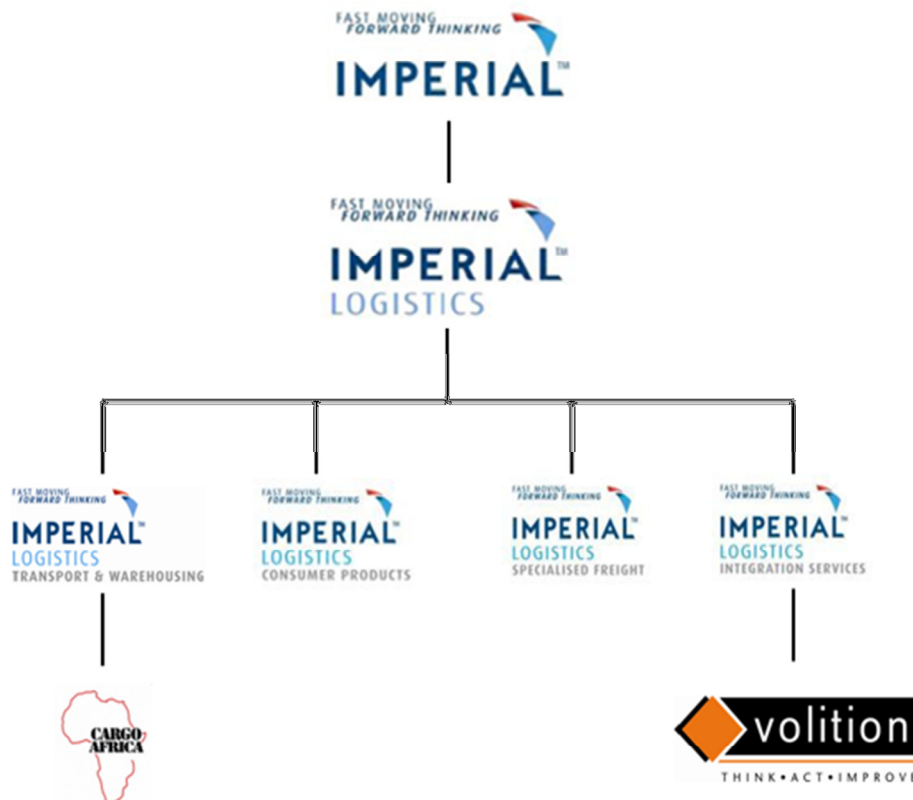 FAST MOVING
FORWARD THINKING
IMPERIAL™
FAST MOVING
FORWARD THINKING
IMPERIAL™
LOGISTICS
FAST MOVING
FORWARD THINKING
IMPERIAL™
LOGISTICS
TRANSPORT & WAREHOUSING
FAST MOVING
FORWARD THINKING
IMPERIAL™
LOGISTICS
CONSUMER PRODUCTS
FAST MOVING
FORWARD THINKING
IMPERIAL™
LOGISTICS
SPECIALISED FREIGHT
FAST MOVING
FORWARD THINKING
IMPERIAL™
LOGISTICS
INTEGRATION SERVICES
CARGO
AFRICA
volition
THINK•ACT•IMPROVE